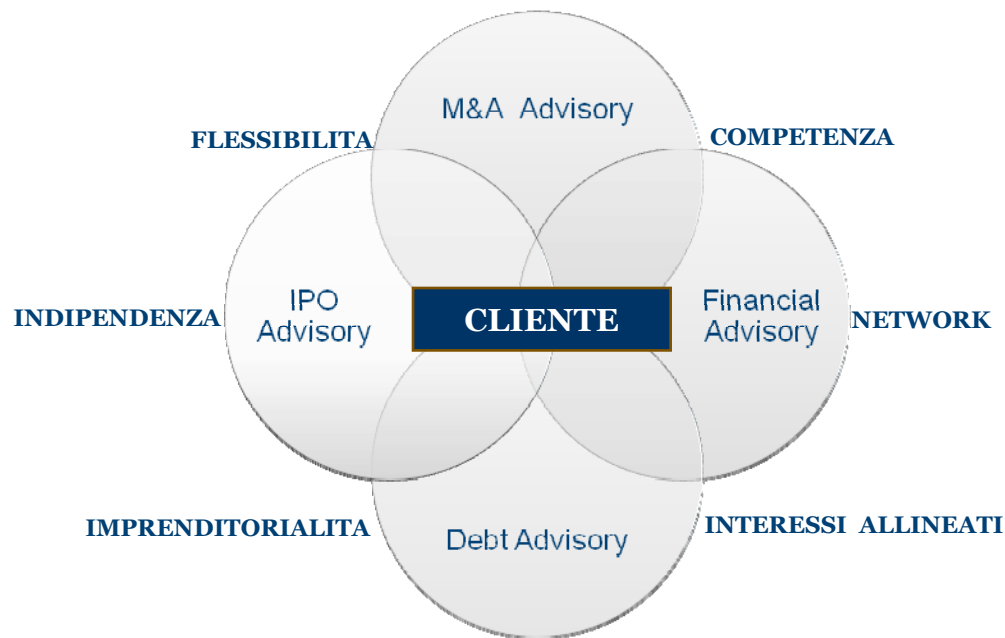 M&A Advisory
FLESSIBILITA
COMPETENZA
IPO
Advisory
CLIENTE
Financial
Advisory
INDIPENDENZA
NETWORK
IMPRENDITORIALITA
INTERESSI ALLINEATI
Debt Advisory